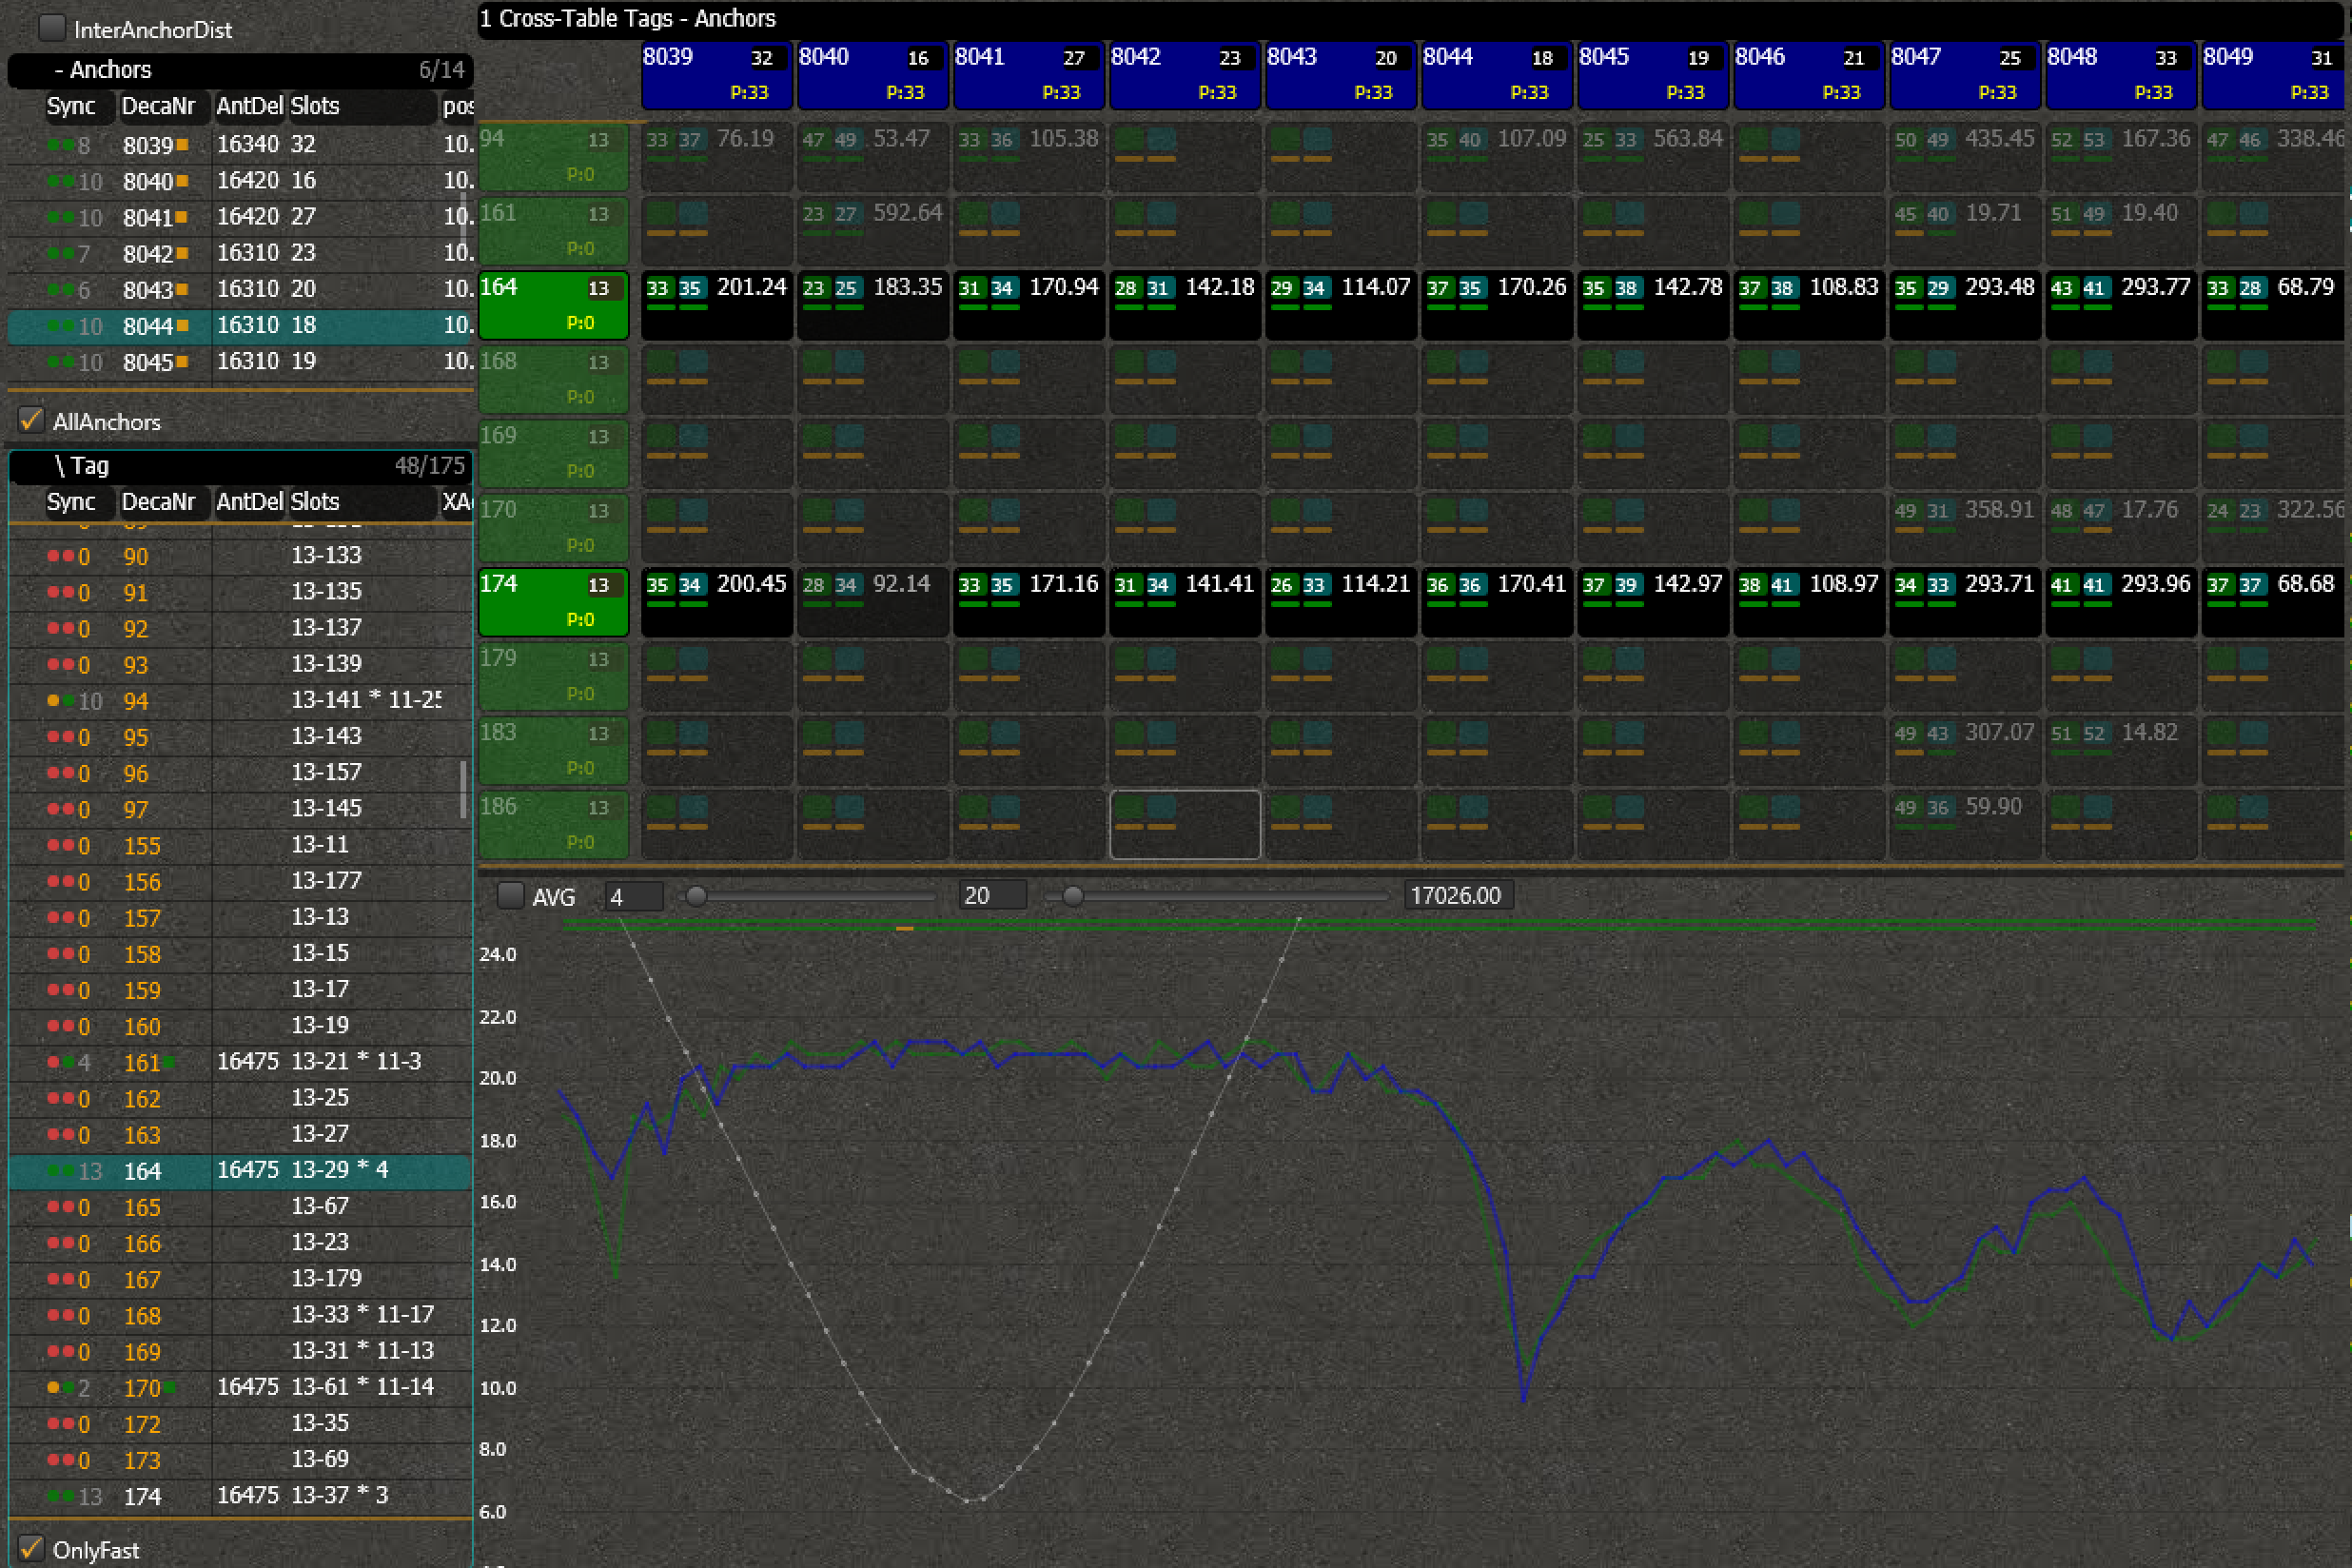 InterAnchorDist
- Anchors 6/14
Sync DecaNr AntDel Slots pos
8 8039 16340 32 10.
10 8040 16420 16 10.
10 8041 16420 27 10.
7 8042 16310 23 10.
6 8043 16310 20 10.
10 8044 16310 18 10.
10 8045 16310 19 10.
AllAnchors
\ Tag 48/175
Sync DecaNr AntDel Slots
0 90 13-133
0 91 13-135
0 92 13-137
0 93 13-139
10 94 13-141 * 11-25
0 95 13-143
0 96 13-157
0 97 13-145
0 155 13-11
0 156 13-177
0 157 13-13
0 158 13-15
0 159 13-17
0 160 13-19
4 161 16475 13-21 * 11-3
0 162 13-25
0 163 13-27
13 164 16475 13-29 * 4
0 165 13-67
0 166 13-23
0 167 13-179
0 168 13-33 * 11-17
0 169 13-31 * 11-13
2 170 16475 13-61 * 11-14
0 172 13-35
0 173 13-69
13 174 16475 13-37 * 3
OnlyFast
1 Cross-Table Tags - Anchors
8039 32 8040 16 8041 27 8042 23 8043 20 8044 18 8045 19 8046 21 8047 25 8048 33 8049 31
P:33 P:33 P:33 P:33 P:33 P:33 P:33 P:33 P:33 P:33 P:33
94 13 33 37 76.19 47 49 53.47 33 36 105.38 35 40 107.09 25 33 563.84 50 49 435.45 52 53 167.36 47 46 338.46
P:0
161 13 23 27 592.64 45 40 19.71 51 49 19.40
P:0
164 13 33 35 201.24 23 25 183.35 31 34 170.94 28 31 142.18 29 34 114.07 37 35 170.26 35 38 142.78 37 38 108.83 35 29 293.48 43 41 293.77 33 28 68.79
P:0
168 13
P:0
169 13
P:0
170 13 49 31 358.91 48 47 17.76 24 23 322.56
P:0
174 13 35 34 200.45 28 34 92.14 33 35 171.16 31 34 141.41 26 33 114.21 36 36 170.41 37 39 142.97 38 41 108.97 34 33 293.71 41 41 293.96 37 37 68.68
P:0
179 13
P:0
183 13 49 43 307.07 51 52 14.82
P:0
186 13 49 36 59.90
P:0
AVG 4 20 17026.00
24.0
22.0
20.0
18.0
16.0
14.0
12.0
10.0
8.0
6.0